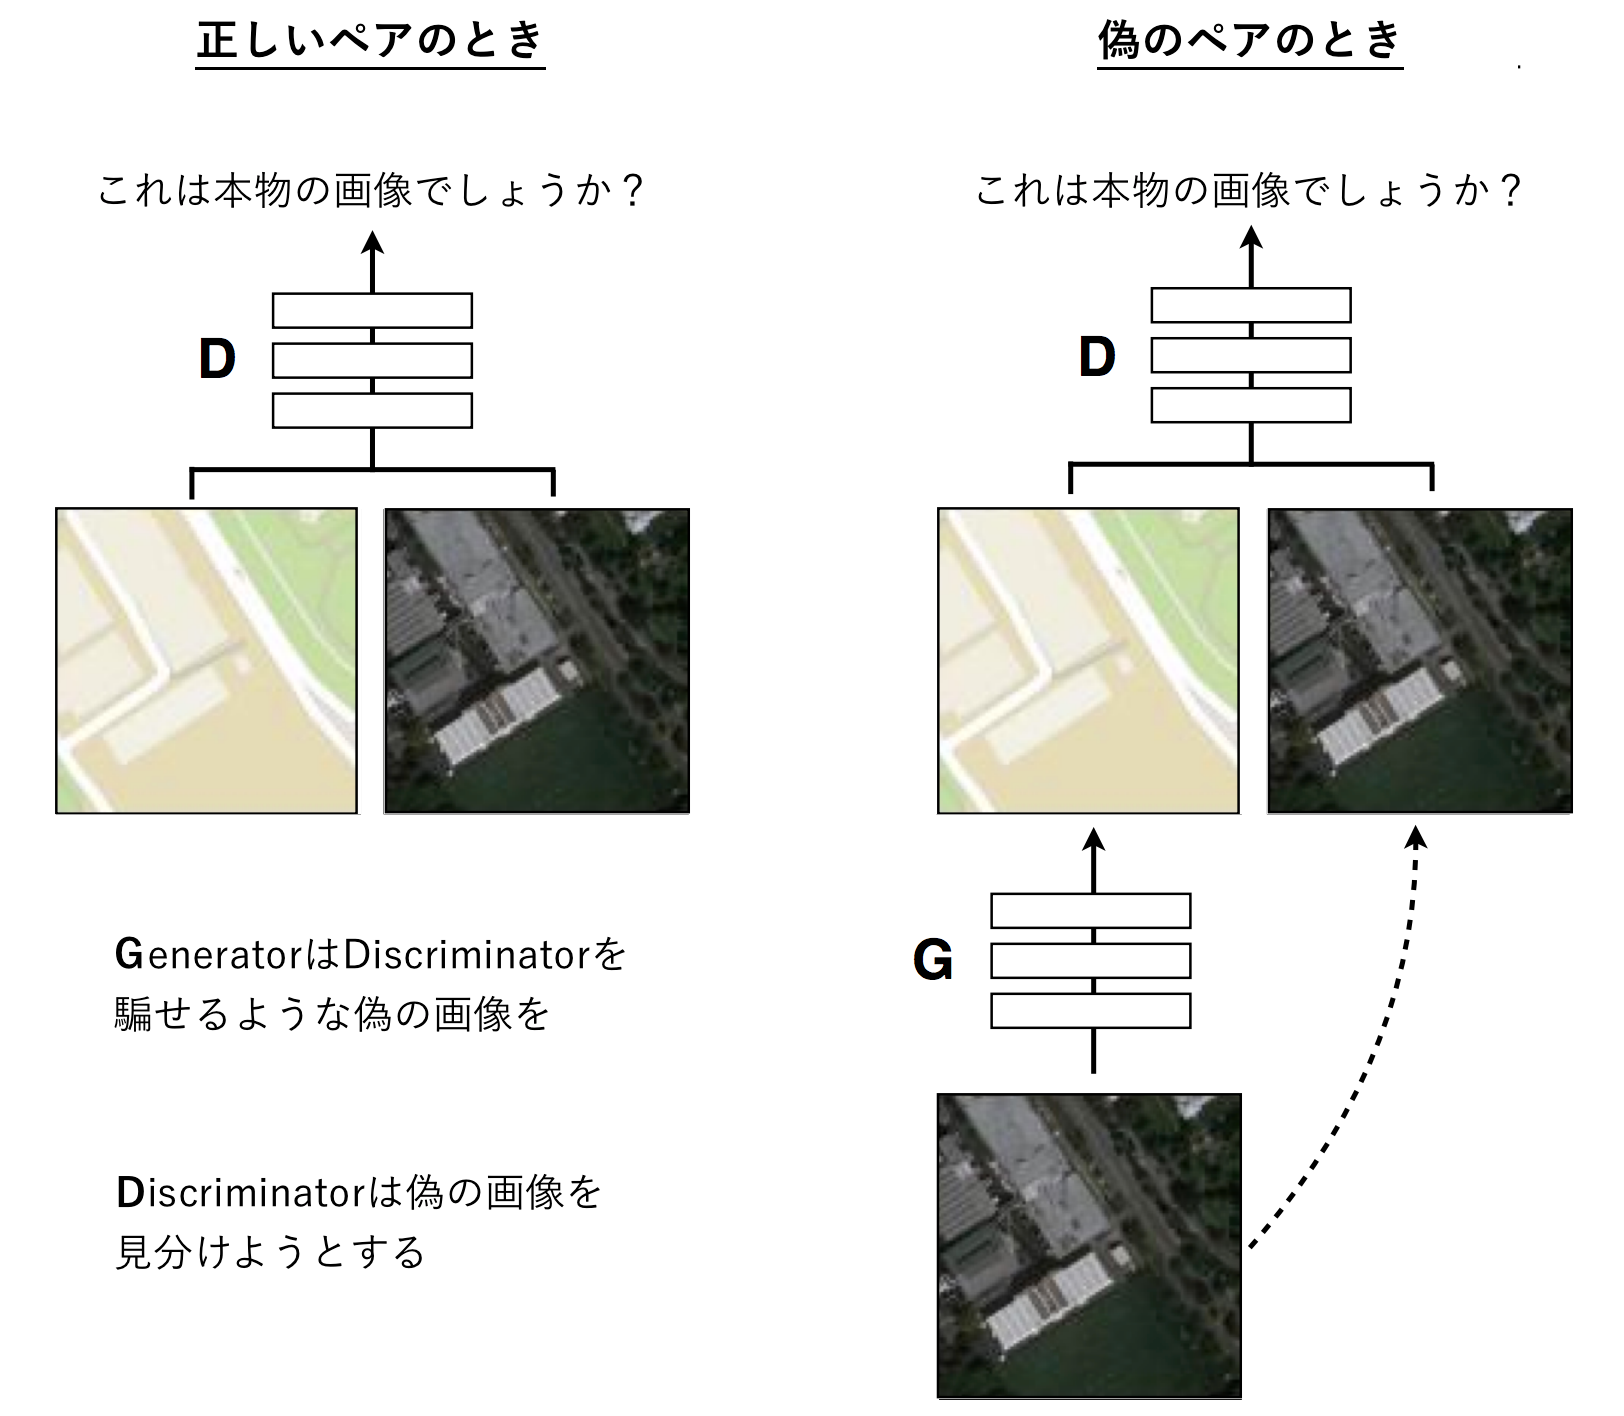 正しいペアのとき
これは本物の画像でしょうか？
D
GeneratorはDiscriminatorを
騙せるような偽の画像を
Discriminatorは偽の画像を
見分けようとする
偽のペアのとき
これは本物の画像でしょうか？
D
G